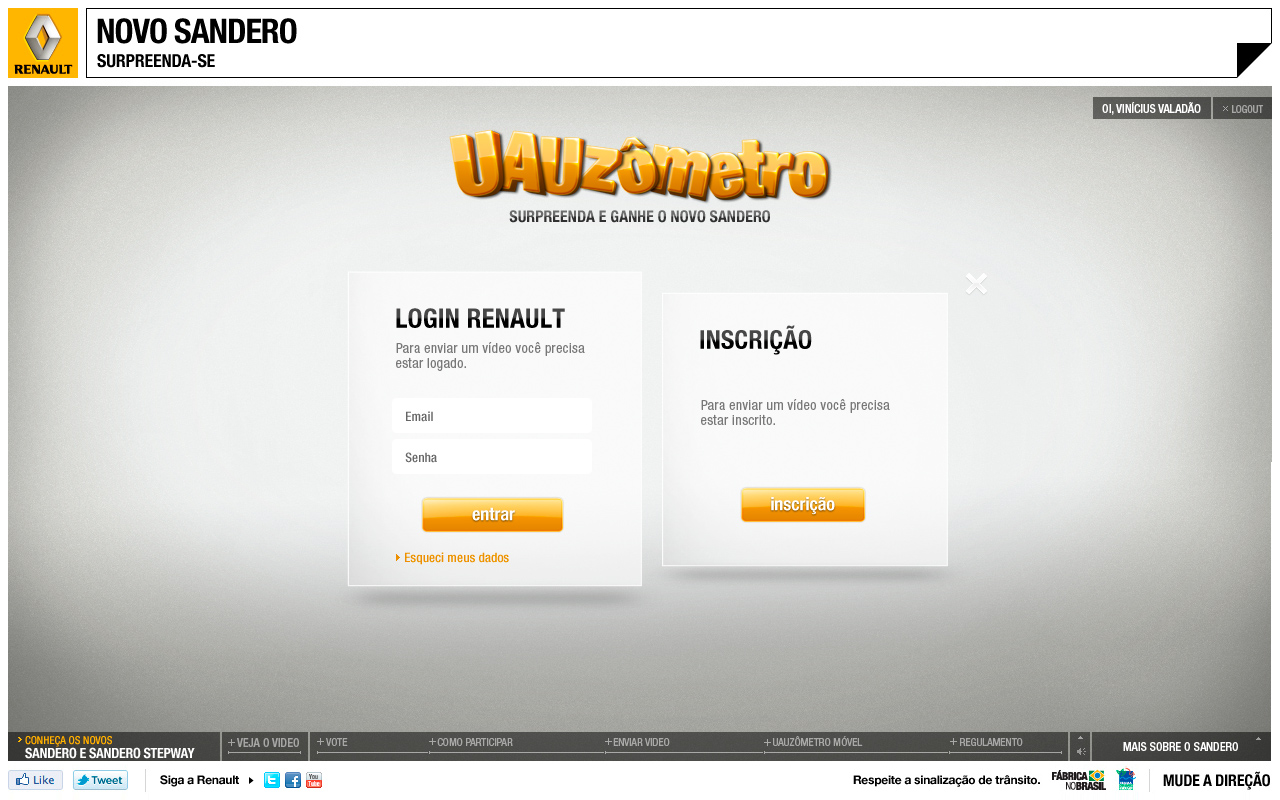 RENAULT
NOVO SANDERO
SURPREENDA-SE
OI, VINÍCIUS VALADÃO
× LOGOUT
UAUzômetro
SURPREENDA E GANHE O NOVO SANDERO
LOGIN RENAULT
Para enviar um vídeo você precisa
estar logado.
Email
Senha
entrar
Esqueci meus dados
INSCRIÇÃO
Para enviar um vídeo você precisa
estar inscrito.
inscrição
CONHEÇA OS NOVOS
SANDERO E SANDERO STEPWAY
+VEJA O VIDEO
+VOTE
+COMO PARTICIPAR
+ENVIAR VIDEO
+UAUZÔMETRO MÓVEL
+ REGULAMENTO
MAIS SOBRE O SANDERO
Like
Tweet
Siga a Renault
You
Tube
Respeite a sinalização de trânsito.
FÁBRICA
NO BRASIL
MUDE A DIREÇÃO